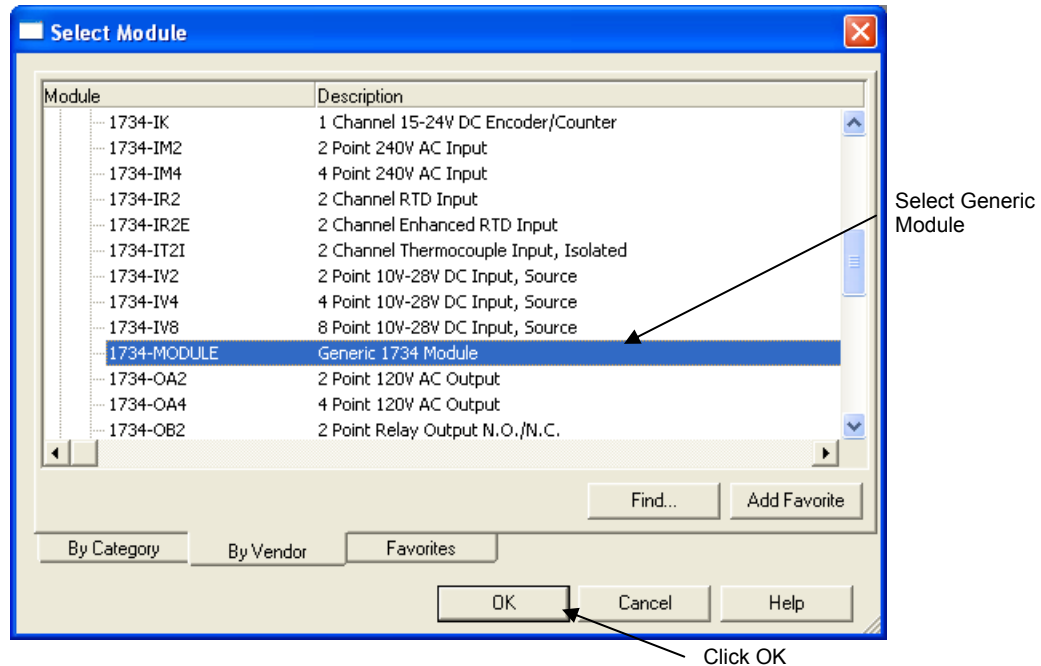 Select Module
Module Description
1734-IK 1 Channel 15-24V DC Encoder/Counter
1734-IM2 2 Point 240V AC Input
1734-IM4 4 Point 240V AC Input
1734-IR2 2 Channel RTD Input
1734-IR2E 2 Channel Enhanced RTD Input
1734-IT2I 2 Channel Thermocouple Input, Isolated
1734-IV2 2 Point 10V-28V DC Input, Source
1734-IV4 4 Point 10V-28V DC Input, Source
1734-IV8 8 Point 10V-28V DC Input, Source
1734-MODULE Generic 1734 Module
1734-OA2 2 Point 120V AC Output
1734-OA4 4 Point 120V AC Output
1734-OB2 2 Point Relay Output N.O./N.C.
Select Generic
Module
Find... Add Favorite
By Category By Vendor Favorites
OK Cancel Help
Click OK